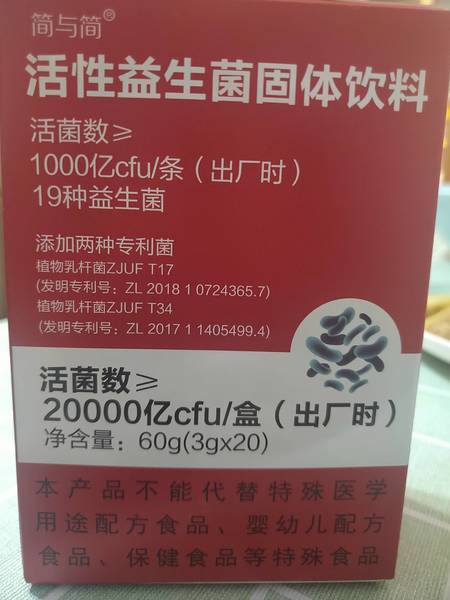 简与简®
活性益生菌固体饮料
活菌数≥
1000亿cfu/条（出厂时）
19种益生菌
添加两种专利菌
植物乳杆菌ZJUF T17
(发明专利号：ZL 2018 1 0724365.7)
植物乳杆菌ZJUF T34
(发明专利号：ZL 2017 1 1405499.4)
活菌数≥
20000亿cfu/盒（出厂时）
净含量：60g(3gx20)
本产品不能代替特殊医学
用途配方食品、婴幼儿配方
食品、保健食品等特殊食品